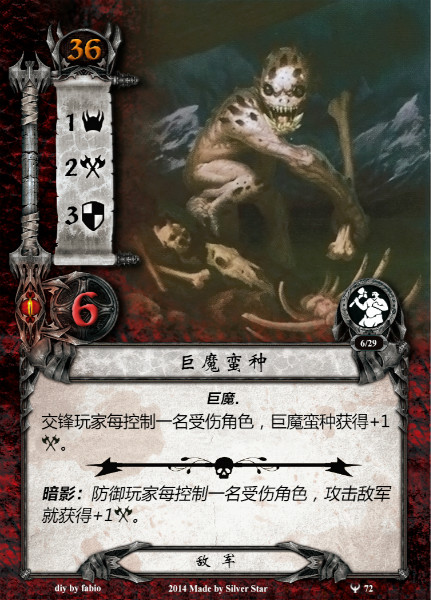 36
1
2
3
6
6/29
巨魔蛮种
巨魔.
交锋玩家每控制一名受伤角色，巨魔蛮种获得+1
。
暗影：防御玩家每控制一名受伤角色，攻击敌军
就获得+1。
敌军
diy by fabio 2014 Made by Silver Star 72